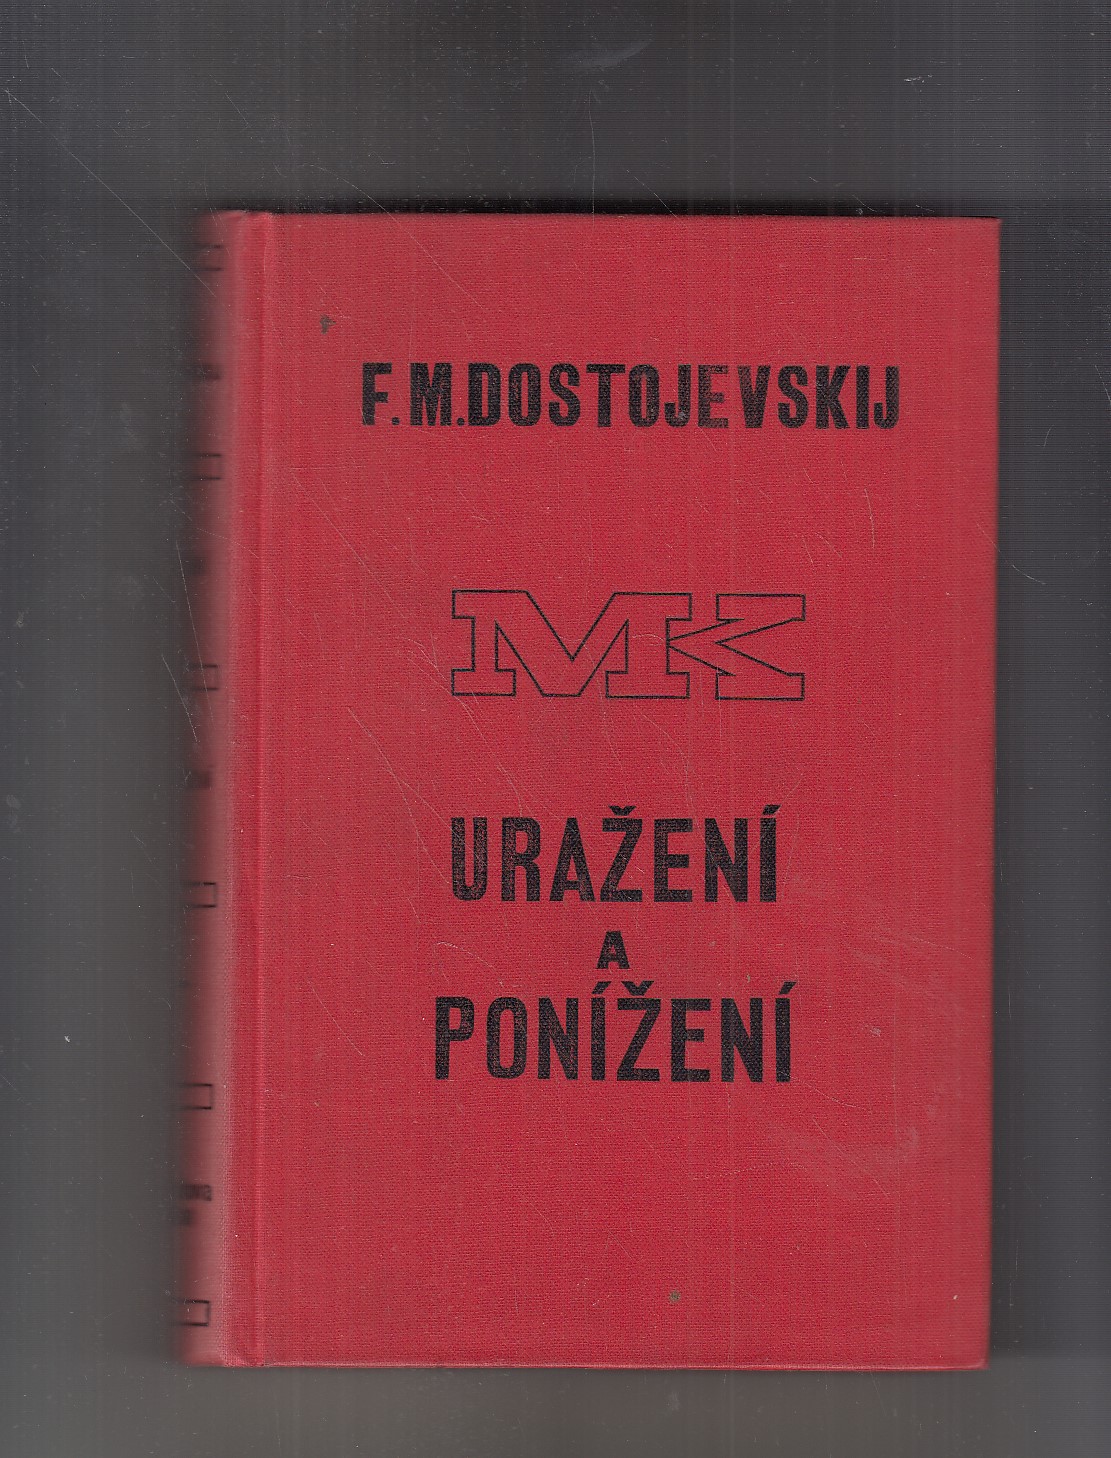 F.M.DOSTOJEVSKIJ
MK
URAŽENÍ
A
PONÍŽENÍ